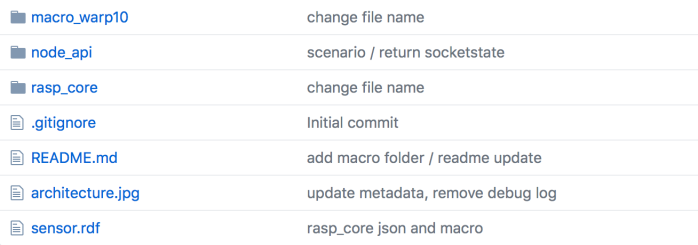 macro_warp10 change file name
node_api scenario / return socketstate
rasp_core change file name
.gitignore Initial commit
README.md add macro folder / readme update
architecture.jpg update metadata, remove debug log
sensor.rdf rasp_core json and macro